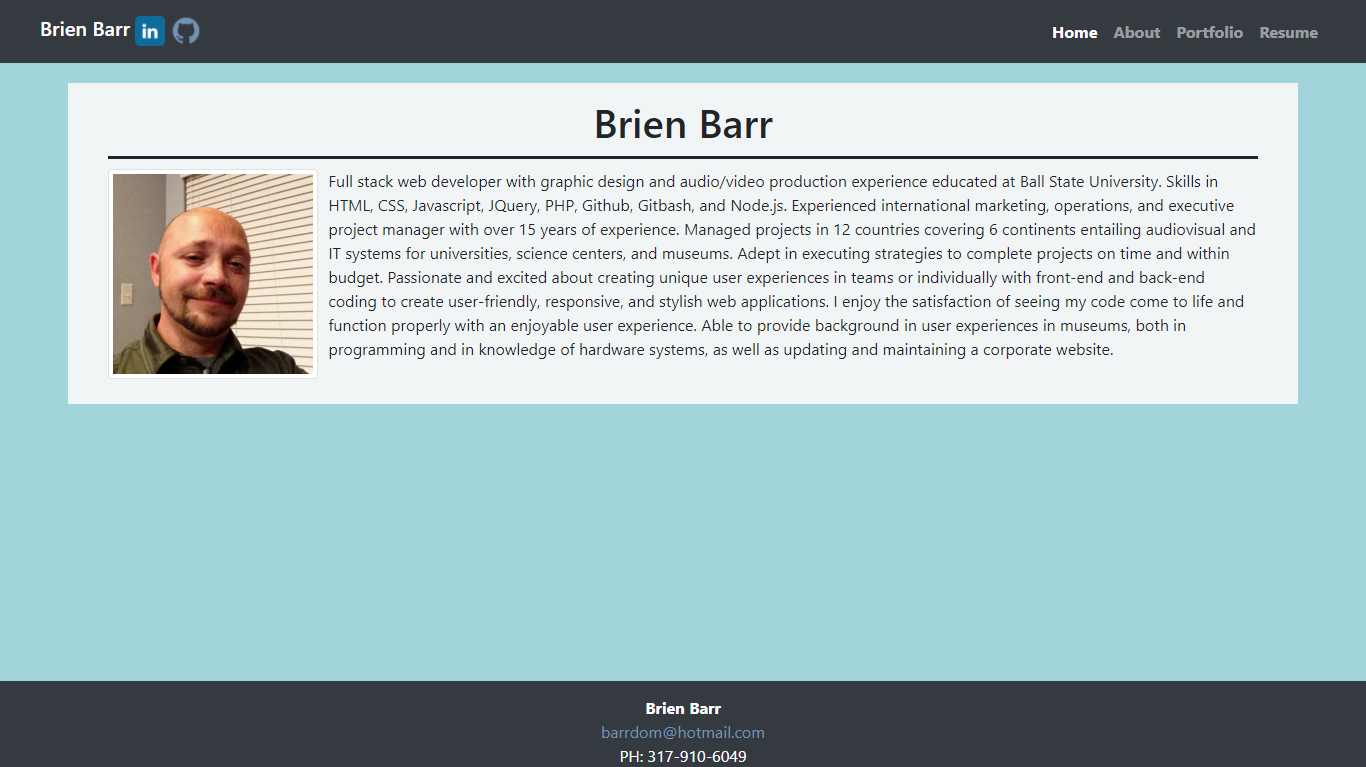 Brien Barr in
Home About Portfolio Resume
Brien Barr
Full stack web developer with graphic design and audio/video production experience educated at Ball State University. Skills in
HTML, CSS, Javascript, JQuery, PHP, Github, Gitbash, and Node.js. Experienced international marketing, operations, and executive
project manager with over 15 years of experience. Managed projects in 12 countries covering 6 continents entailing audiovisual and
IT systems for universities, science centers, and museums. Adept in executing strategies to complete projects on time and within
budget. Passionate and excited about creating unique user experiences in teams or individually with front-end and back-end
coding to create user-friendly, responsive, and stylish web applications. I enjoy the satisfaction of seeing my code come to life and
function properly with an enjoyable user experience. Able to provide background in user experiences in museums, both in
programming and in knowledge of hardware systems, as well as updating and maintaining a corporate website.
Brien Barr
barrdom@hotmail.com
PH: 317-910-6049